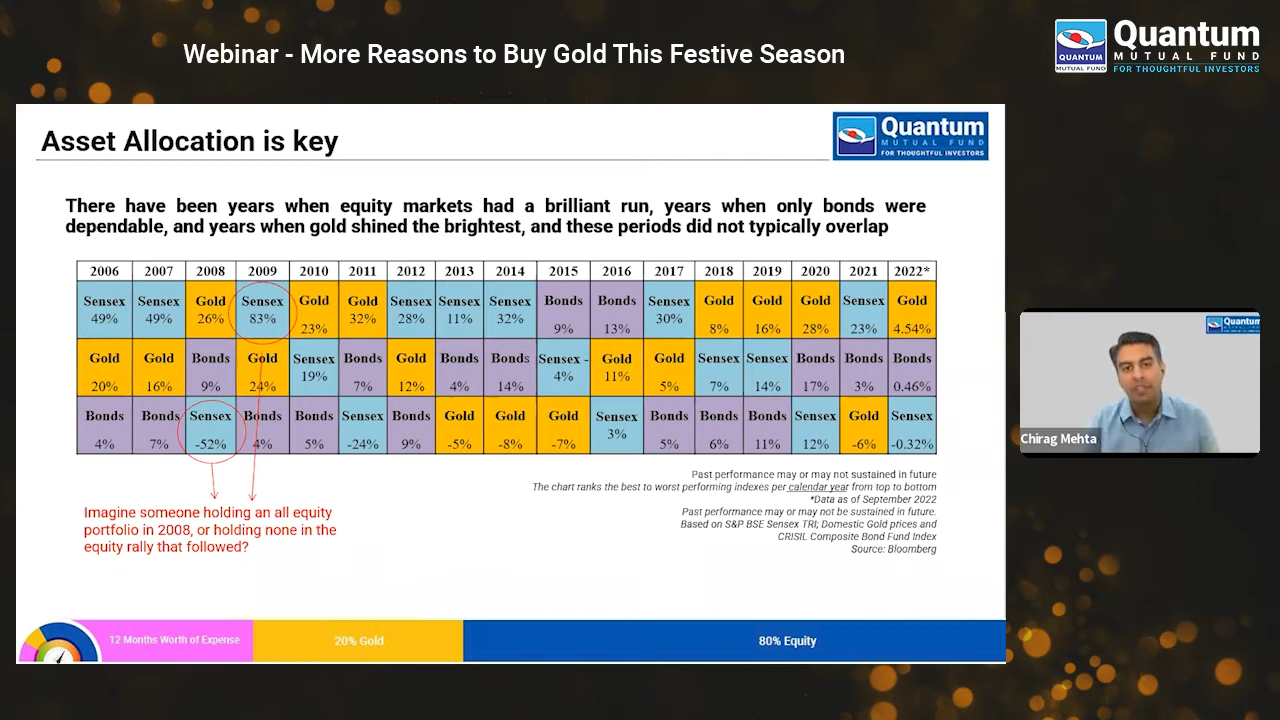 Webinar - More Reasons to Buy Gold This Festive Season
Quantum
MUTUAL FUND
FOR THOUGHTFUL INVESTORS
QUANTUM
MUTUAL FUND
Asset Allocation is key
Quantum
MUTUAL FUND
FOR THOUGHTFUL INVESTORS
There have been years when equity markets had a brilliant run, years when only bonds were
dependable, and years when gold shined the brightest, and these periods did not typically overlap
2006 2007 2008 2009 2010 2011 2012 2013 2014 2015 2016 2017 2018 2019 2020 2021 2022*
Sensex Sensex Gold Sensex Gold Gold Sensex Sensex Sensex Bonds Bonds Sensex Gold Gold Gold Sensex Gold
49% 49% 26% 83% 23% 32% 28% 11% 32% 9% 13% 30% 8% 16% 28% 23% 4.54%
Gold Gold Bonds Gold Sensex Bonds Gold Bonds Bonds Sensex - Gold Gold Sensex Sensex Bonds Bonds Bonds
20% 16% 9% 24% 19% 7% 12% 4% 14% 4% 11% 5% 7% 14% 17% 3% 0.46%
Bonds Bonds Sensex Bonds Bonds Sensex Bonds Gold Gold Gold Sensex Bonds Bonds Bonds Sensex Gold Sensex
4% 7% -52% 4% 5% -24% 9% -5% -8% -7% 3% 5% 6% 11% 12% -6% -0.32%
Past performance may or may not sustained in future
The chart ranks the best to worst performing indexes per calendar year from top to bottom
*Data as of September 2022
Past performance may or may not be sustained in future.
Based on S&P BSE Sensex TRI; Domestic Gold prices and
CRISIL Composite Bond Fund Index
Source: Bloomberg
Imagine someone holding an all equity
portfolio in 2008, or holding none in the
equity rally that followed?
12 Months Worth of Expense
20% Gold
80% Equity
Quantum
Chirag Mehta